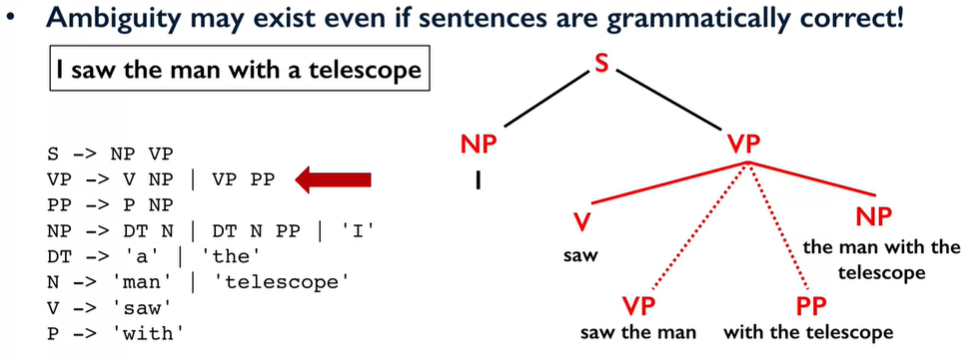 • Ambiguity may exist even if sentences are grammatically correct!
I saw the man with a telescope
S -> NP VP
VP -> V NP | VP PP
PP -> P NP
NP -> DT N | DT N PP | 'I'
DT -> 'a' | 'the'
N -> 'man' | 'telescope'
V -> 'saw'
P -> 'with'
S
NP
VP
I
V
NP
saw
the man with the
telescope
VP
PP
saw the man
with the telescope